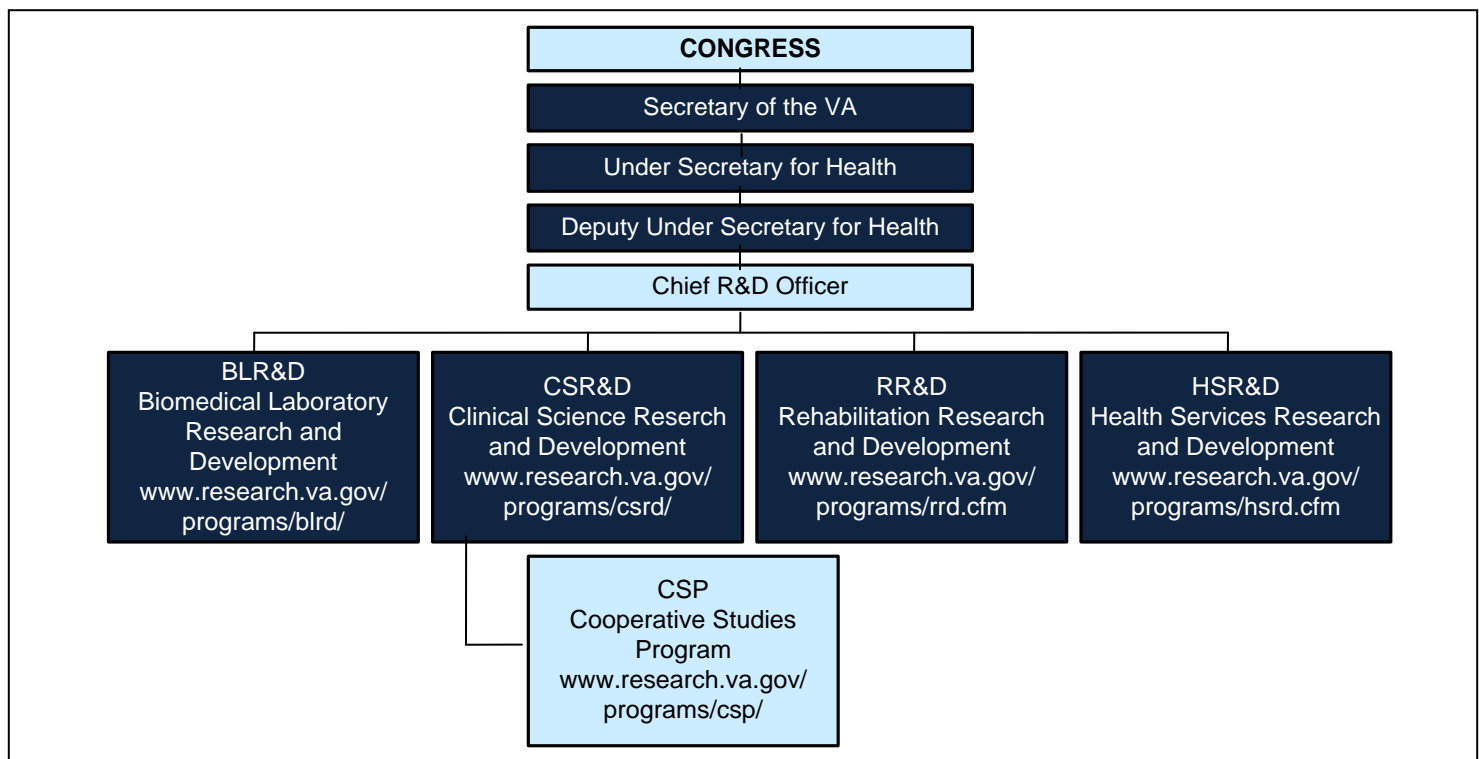 CONGRESS
Secretary of the VA
Under Secretary for Health
Deputy Under Secretary for Health
Chief R&D Officer
BLR&D
Biomedical Laboratory
Research and
Development
www.research.va.gov/
programs/blrd/
CSR&D
Clinical Science Reserch
and Development
www.research.va.gov/
programs/csrd/
RR&D
Rehabilitation Research
and Development
www.research.va.gov/
programs/rrd.cfm
HSR&D
Health Services Research
and Development
www.research.va.gov/
programs/hsrd.cfm
CSP
Cooperative Studies
Program
www.research.va.gov/
programs/csp/